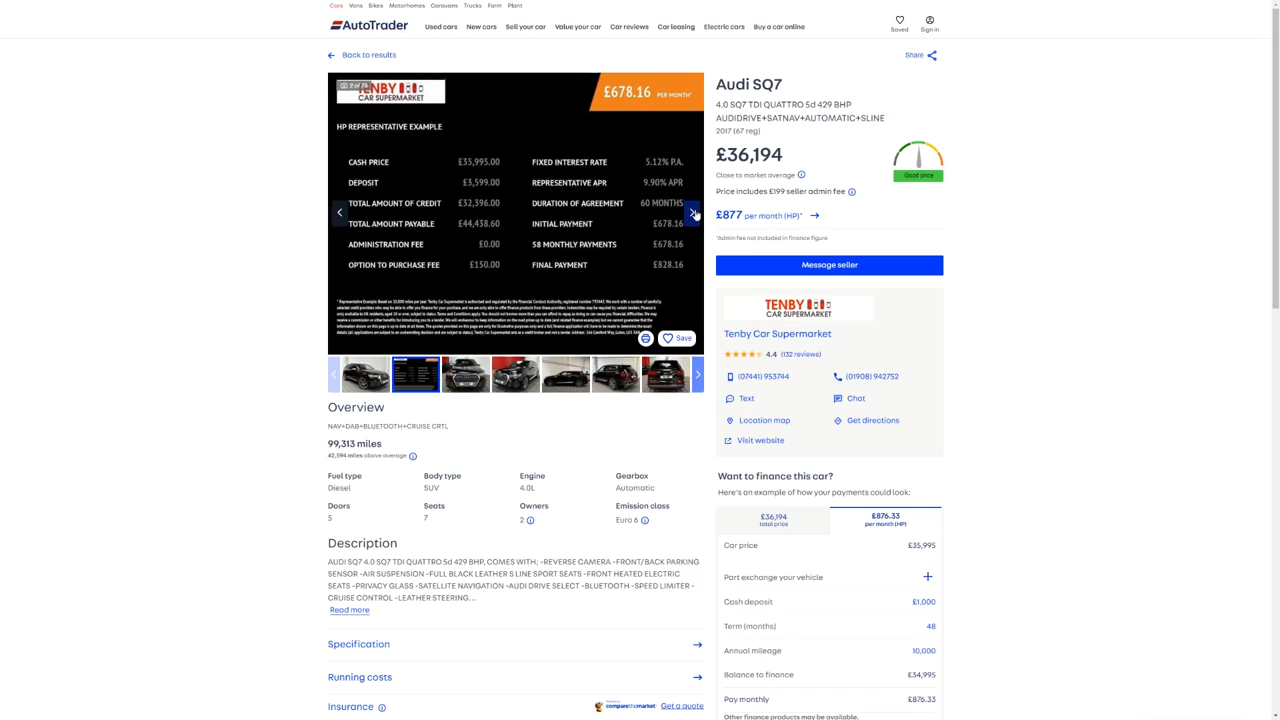 Cars Vans Bikes Motorhomes Caravans Trucks Farm Plant
AutoTrader Used cars New cars Sell your car Value your car Car reviews Car leasing Electric cars Buy a car online Saved Sign in
Back to results
Share
2 of
TENBY
CAR SUPERMARKET
£678.16 PER MONTH*
HP REPRESENTATIVE EXAMPLE
CASH PRICE £35,995.00 FIXED INTEREST RATE 5.12% P.A.
DEPOSIT £3,599.00 REPRESENTATIVE APR 9.90% APR
TOTAL AMOUNT OF CREDIT £32,396.00 DURATION OF AGREEMENT 60 MONTHS
TOTAL AMOUNT PAYABLE £44,438.60 INITIAL PAYMENT £678.16
ADMINISTRATION FEE £0.00 58 MONTHLY PAYMENTS £678.16
OPTION TO PURCHASE FEE £150.00 FINAL PAYMENT £828.16
Save
Overview
NAV+DAB+BLUETOOTH+CRUISE CRTL
99,313 miles
42,594 miles above average
Fuel type Body type Engine Gearbox
Diesel SUV 4.0L Automatic
Doors Seats Owners Emission class
5 7 2 Euro 6
Description
AUDI SQ7 4.0 SQ7 TDI QUATTRO 5d 429 BHP, COMES WITH; -REVERSE CAMERA -FRONT/BACK PARKING
SENSOR -AIR SUSPENSION -FULL BLACK LEATHER S LINE SPORT SEATS -FRONT HEATED ELECTRIC
SEATS -PRIVACY GLASS -SATELLITE NAVIGATION -AUDI DRIVE SELECT -BLUETOOTH -SPEED LIMITER -
CRUISE CONTROL -LEATHER STEERING...
Read more
Specification
Running costs
Insurance
comparethemarket Get a quote
Audi SQ7
4.0 SQ7 TDI QUATTRO 5d 429 BHP
AUDIDRIVE+SATNAV+AUTOMATIC+SLINE
2017 (67 reg)
£36,194
Good price
Close to market average
Price includes £199 seller admin fee
£877 per month (HP)*
*Admin fee not included in finance figure
Message seller
TENBY
CAR SUPERMARKET
Tenby Car Supermarket
4.4 (132 reviews)
(07441) 953744 (01908) 942752
Text Chat
Location map Get directions
Visit website
Want to finance this car?
Here's an example of how your payments could look:
£36,194 £876.33
total price per month (HP)
Car price £35,995
Part exchange your vehicle
Cash deposit £1,000
Term (months) 48
Annual mileage 10,000
Balance to finance £34,995
Pay monthly £876.33
Other finance products may be available.